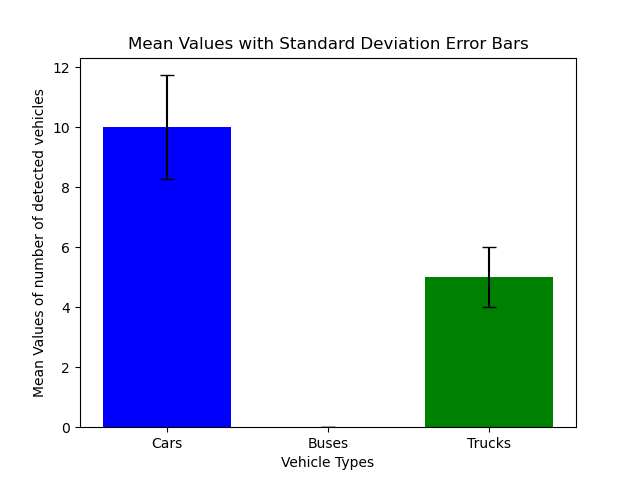 Mean Values with Standard Deviation Error Bars
Mean Values of number of detected vehicles
12
10
8
6
4
2
0
Cars
Buses
Trucks
Vehicle Types